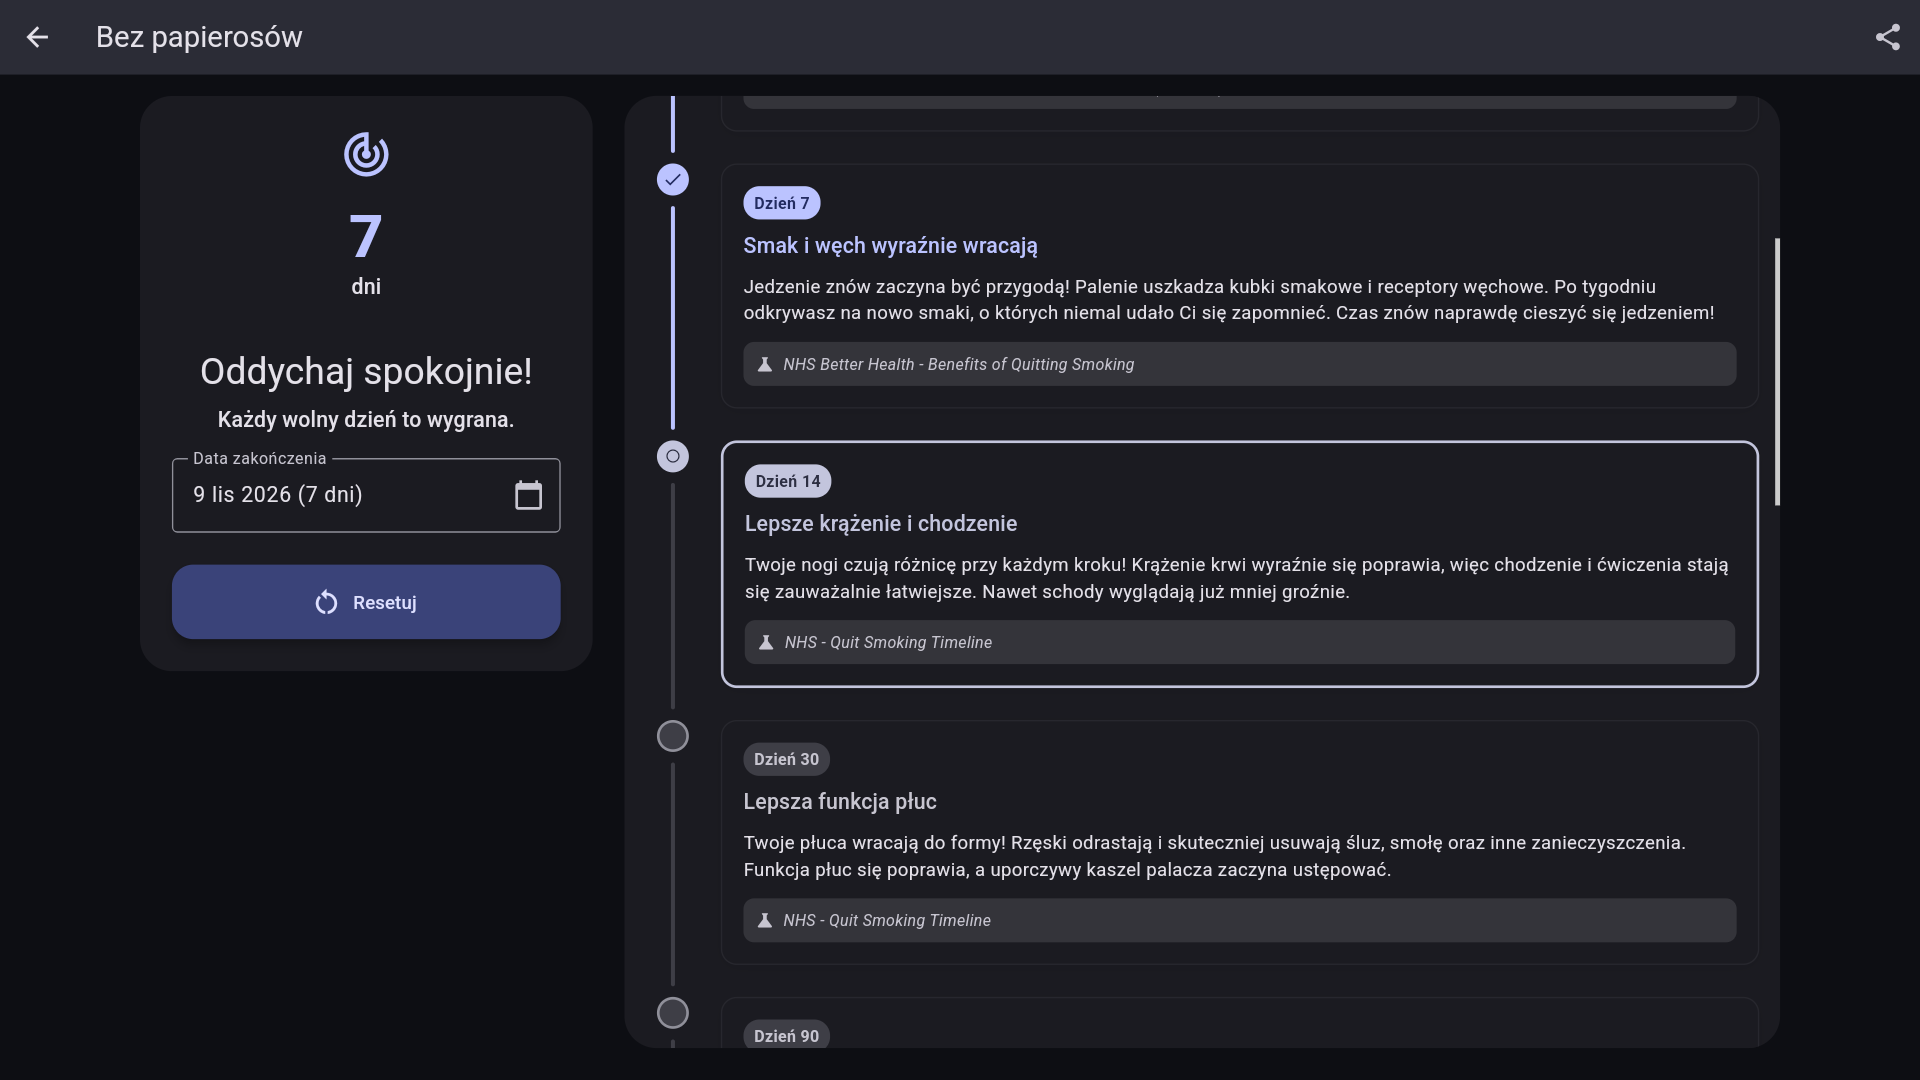 Bez papierosów
7
dni
Oddychaj spokojnie!
Każdy wolny dzień to wygrana.
Data zakończenia
9 lis 2026 (7 dni)
Resetuj
Dzień 7
Smak i węch wyraźnie wracają
Jedzenie znów zaczyna być przygodą! Palenie uszkadza kubki smakowe i receptory węchowe. Po tygodniu
odkrywasz na nowo smaki, o których niemal udało Ci się zapomnieć. Czas znów naprawdę cieszyć się jedzeniem!
NHS Better Health - Benefits of Quitting Smoking
Dzień 14
Lepsze krążenie i chodzenie
Twoje nogi czują różnicę przy każdym kroku! Krążenie krwi wyraźnie się poprawia, więc chodzenie i ćwiczenia stają
się zauważalnie łatwiejsze. Nawet schody wyglądają już mniej groźnie.
NHS - Quit Smoking Timeline
Dzień 30
Lepsza funkcja płuc
Twoje płuca wracają do formy! Rzęski odrastają i skuteczniej usuwają śluz, smołę oraz inne zanieczyszczenia.
Funkcja płuc się poprawia, a uporczywy kaszel palacza zaczyna ustępować.
NHS - Quit Smoking Timeline
Dzień 90